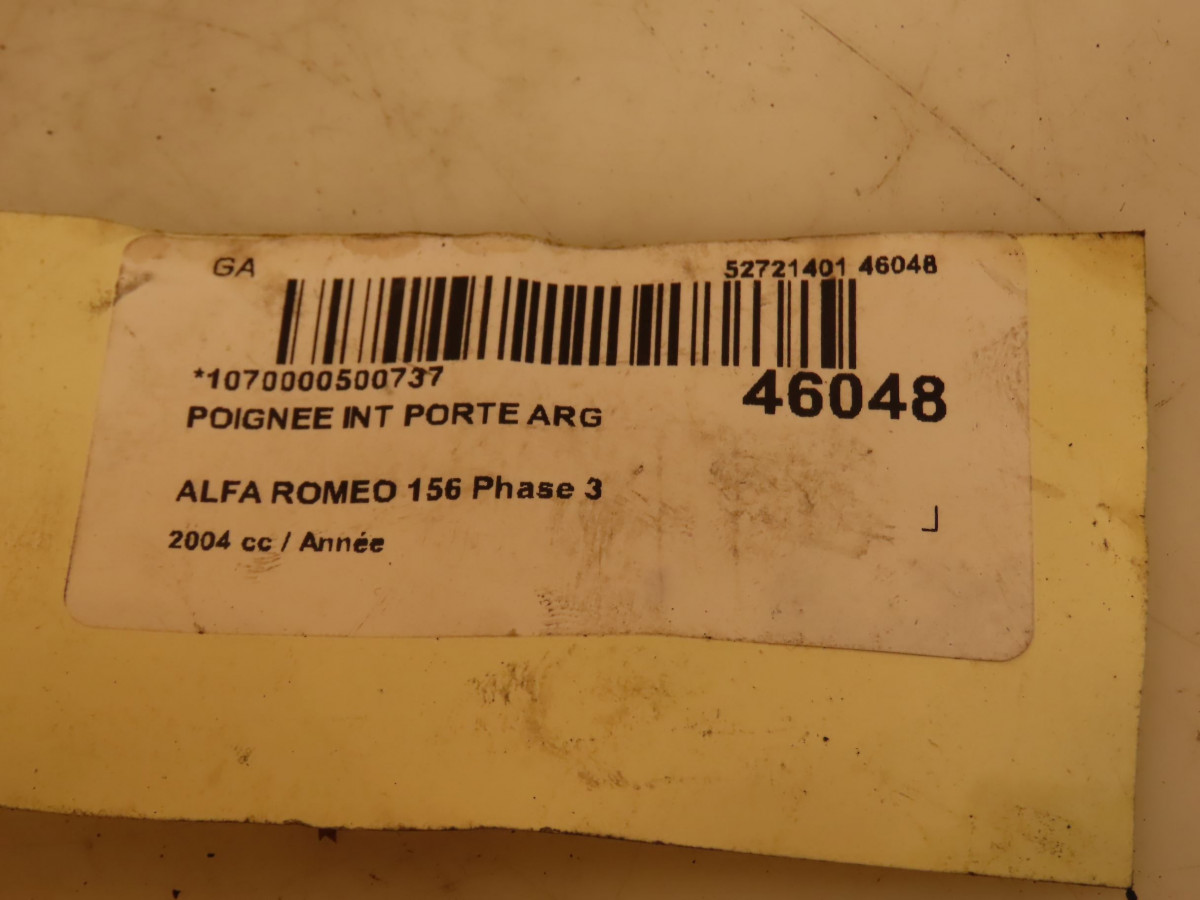 GA 52721401 46048
*1070000500737 46048
POIGNEE INT PORTE ARG
ALFA ROMEO 156 Phase 3
2004 cc / Année